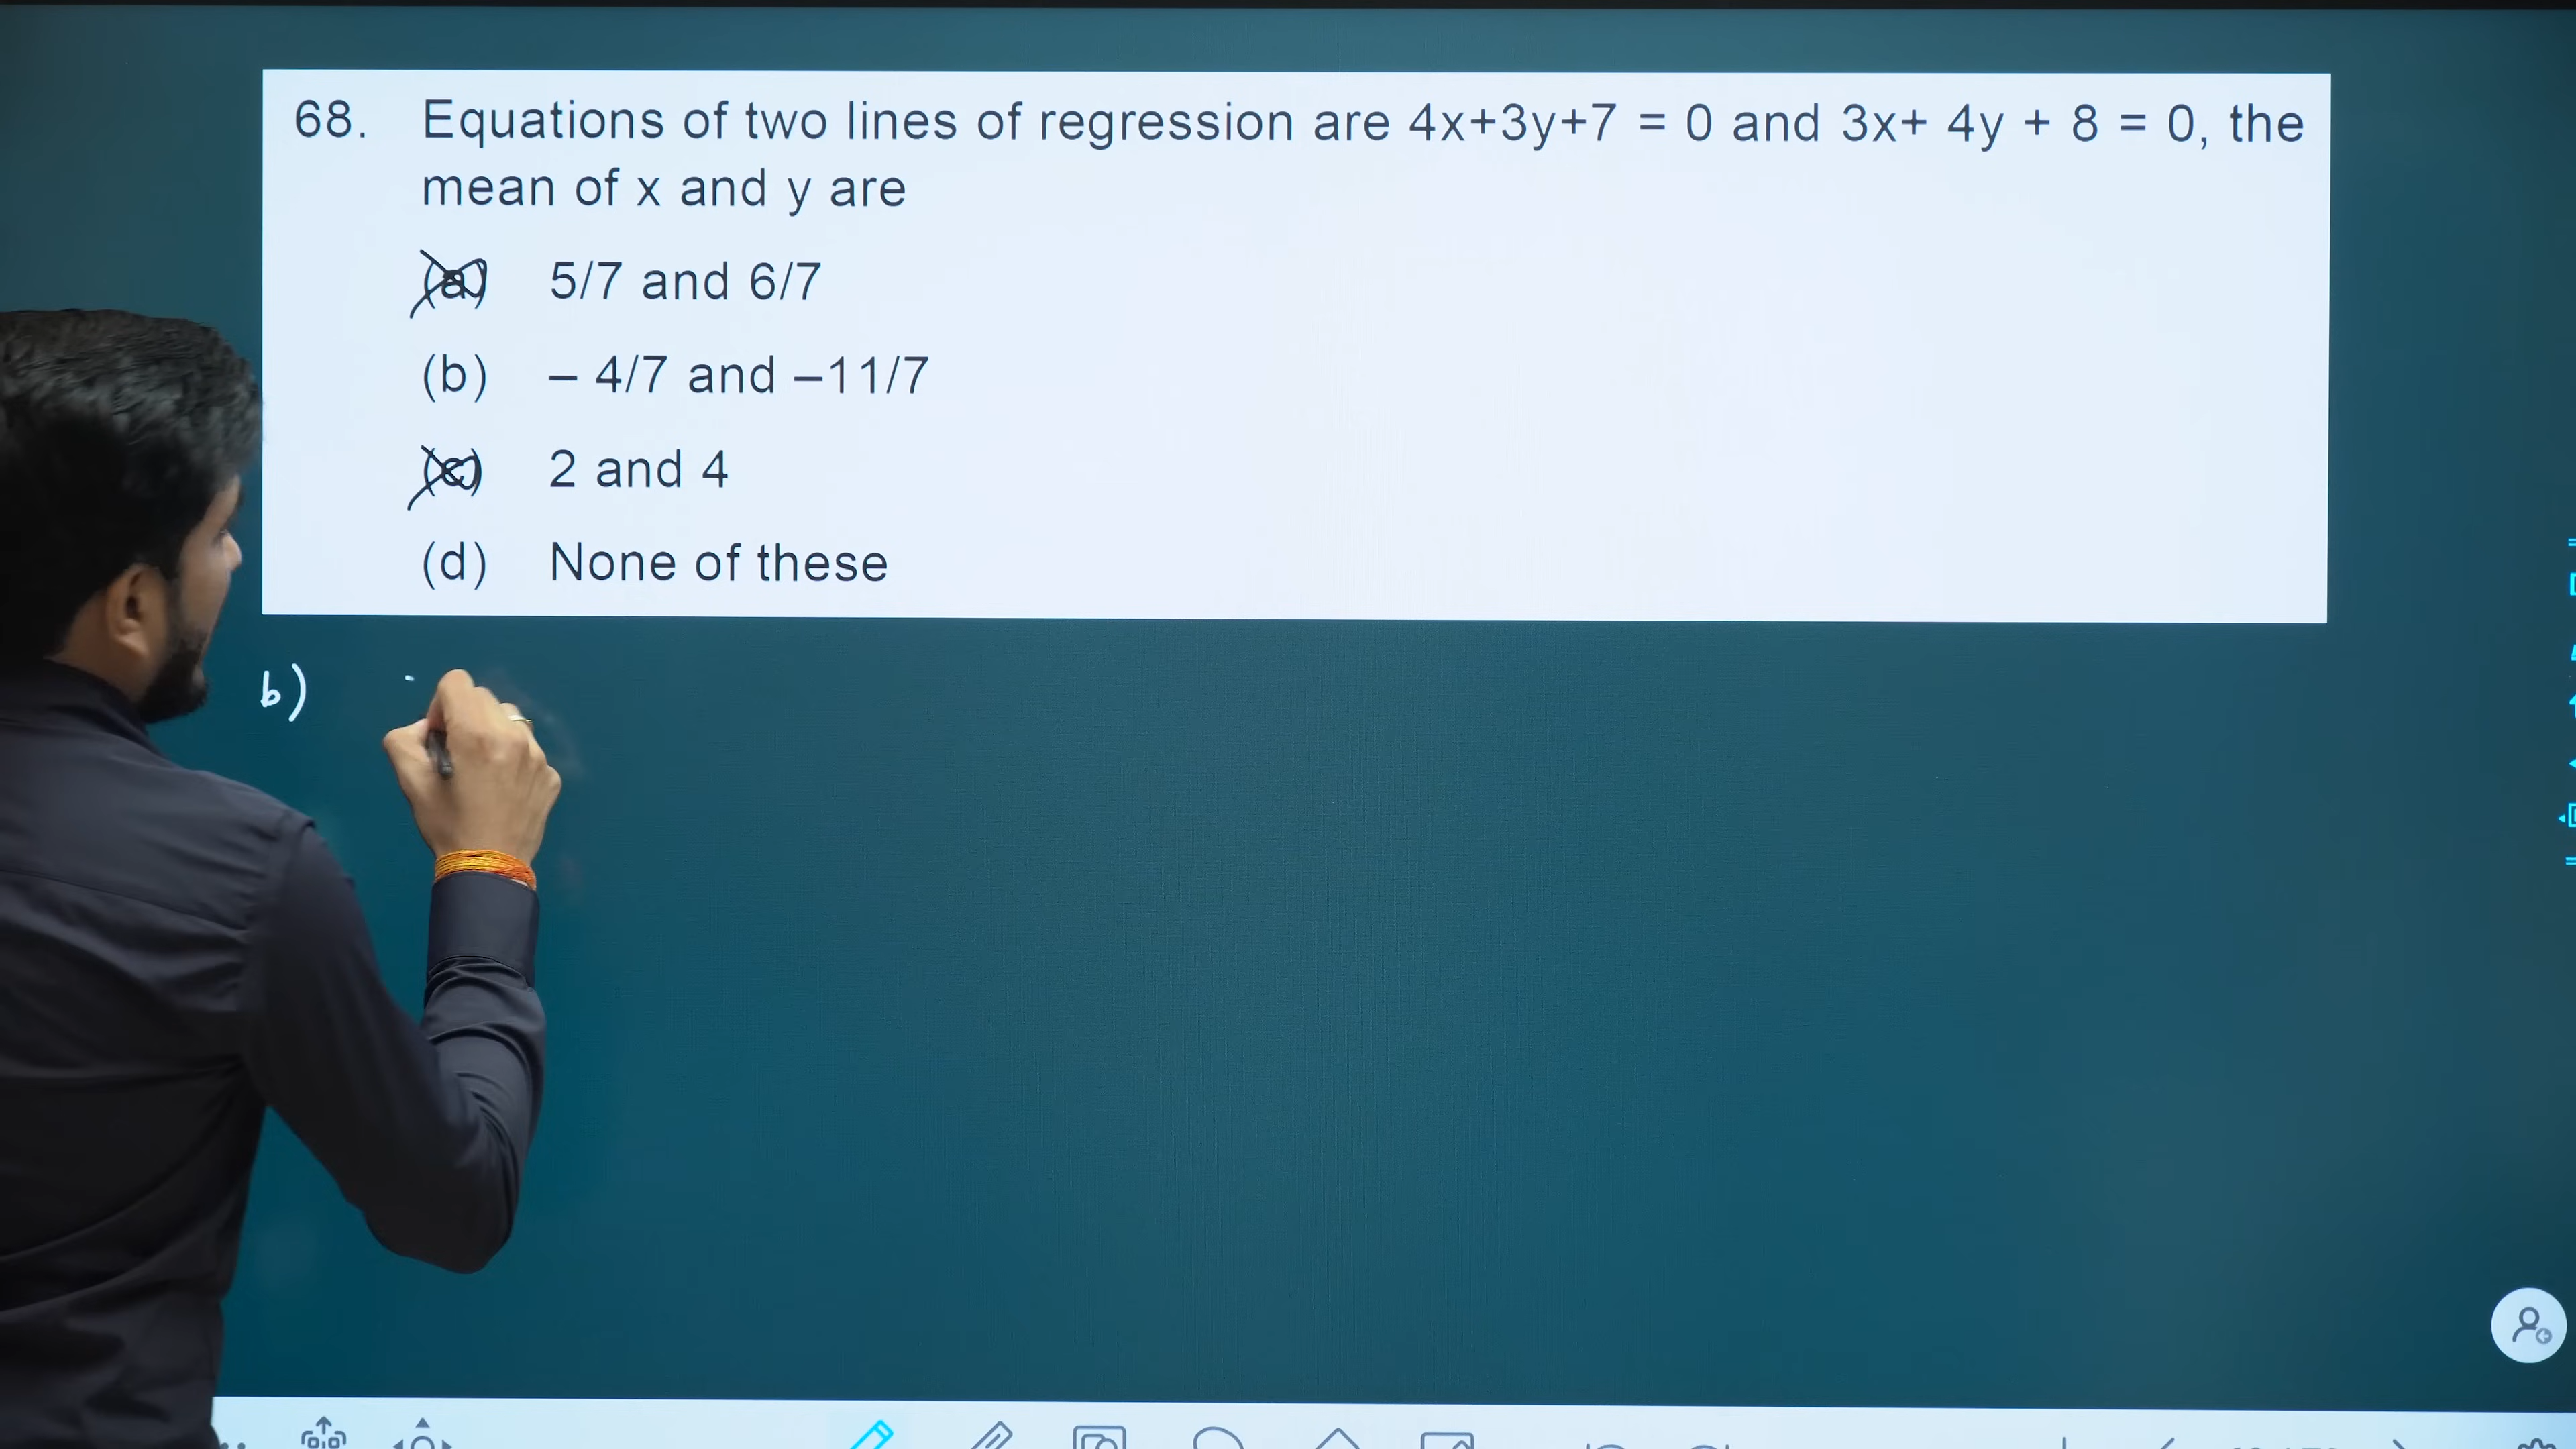 68. Equations of two lines of regression are 4x+3y+7 = 0 and 3x+ 4y + 8 = 0, the
mean of x and y are
(a) 5/7 and 6/7
(b) – 4/7 and –11/7
(c) 2 and 4
(d) None of these
b)